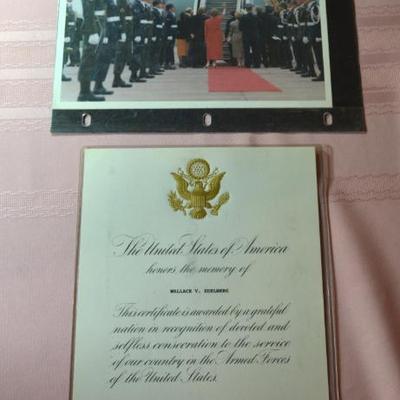 The United States of America
honors the memory of
WALLACE V.
This certificate is awarded by a grateful
nation in recognition of devoted and
selfless consecration to the service
of our country in the Armed Forces
of the United States.